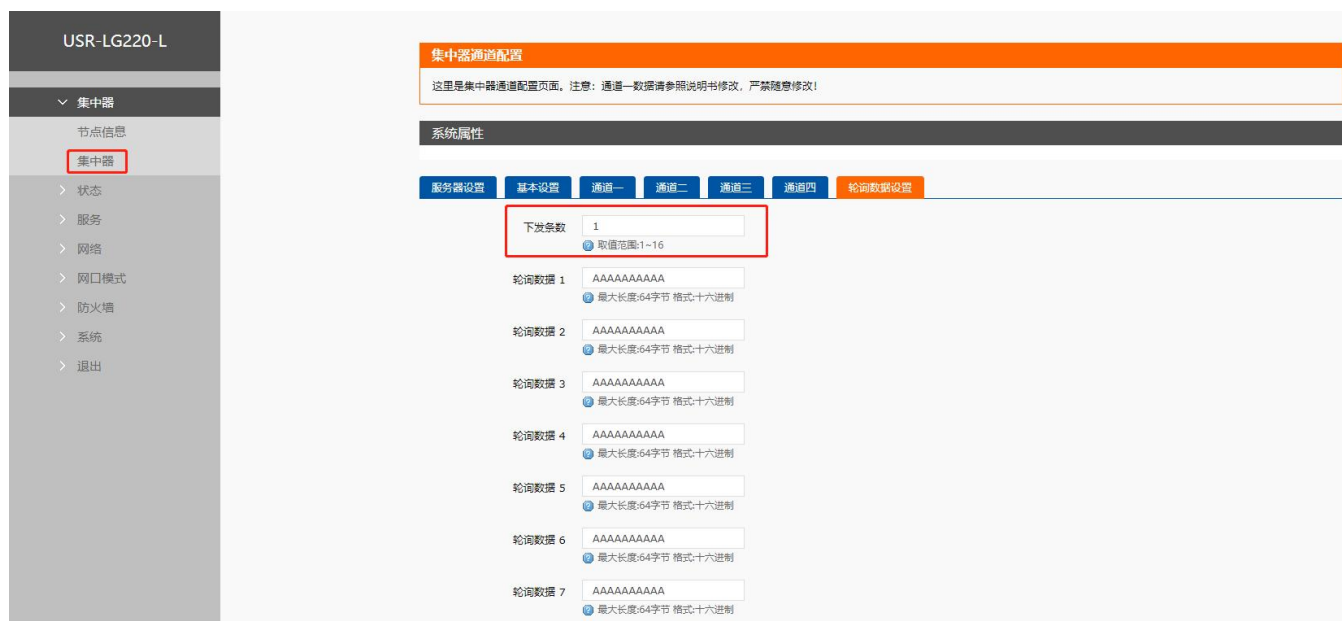 USR-LG220-L
集中器
节点信息
集中器
状态
服务
网络
网口模式
防火墙
系统
退出
集中器通道配置
这里是集中器通道配置页面。注意：通道一数据请参照说明书修改，严禁随意修改!
系统属性
服务器设置 基本设置 通道一 通道二 通道三 通道四 轮询数据设置
下发条数 1
取值范围:1~16
轮询数据 1 AAAAAAAAAA
最大长度:64字节 格式:十六进制
轮询数据 2 AAAAAAAAAA
最大长度:64字节 格式:十六进制
轮询数据 3 AAAAAAAAAA
最大长度:64字节 格式:十六进制
轮询数据 4 AAAAAAAAAA
最大长度:64字节 格式:十六进制
轮询数据 5 AAAAAAAAAA
最大长度:64字节 格式:十六进制
轮询数据 6 AAAAAAAAAA
最大长度:64字节 格式:十六进制
轮询数据 7 AAAAAAAAAA
最大长度:64字节 格式:十六进制